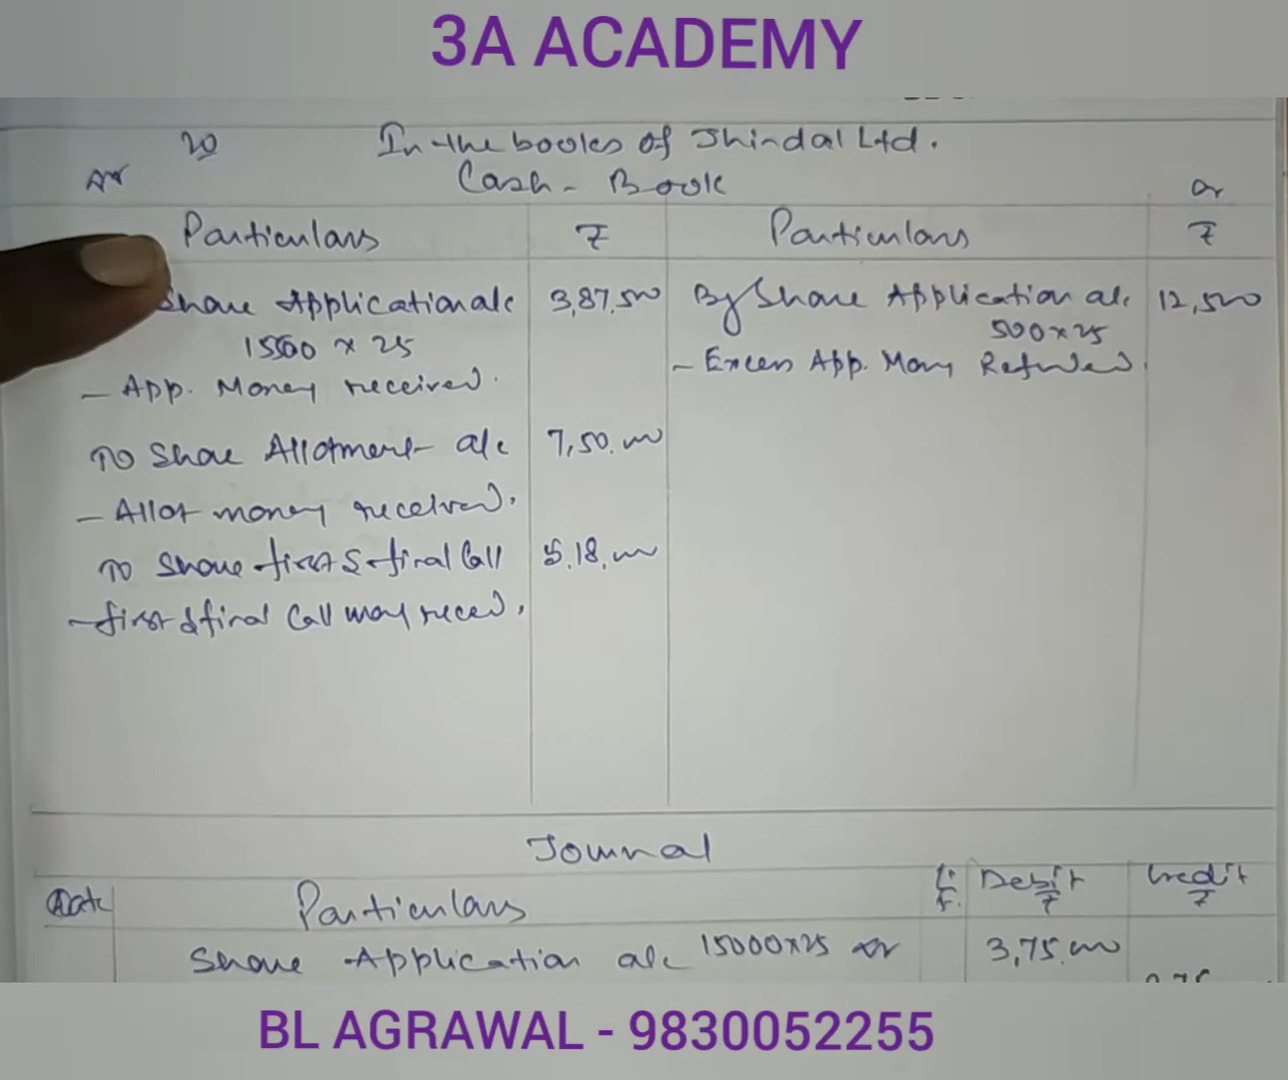 3A ACADEMY
20 In the books of Jhindal Ltd.
Dr Cash - Book Cr
Particulars ₹ Particulars ₹
Share Application a/c 3,87,500 By Share Application a/c 12,500
15500 x 25 500 x 25
- App. Money received. - Excess App. Money Refunded.
To Share Allotment a/c 7,50,000
- Allot money received.
To Share first & final Call 5,18,000
- first & final Call money reced.
Journal
Date Particulars L.F. Debit ₹ Credit ₹
Share Application a/c 15000x25 Dr 3,75,000
BL AGRAWAL - 9830052255